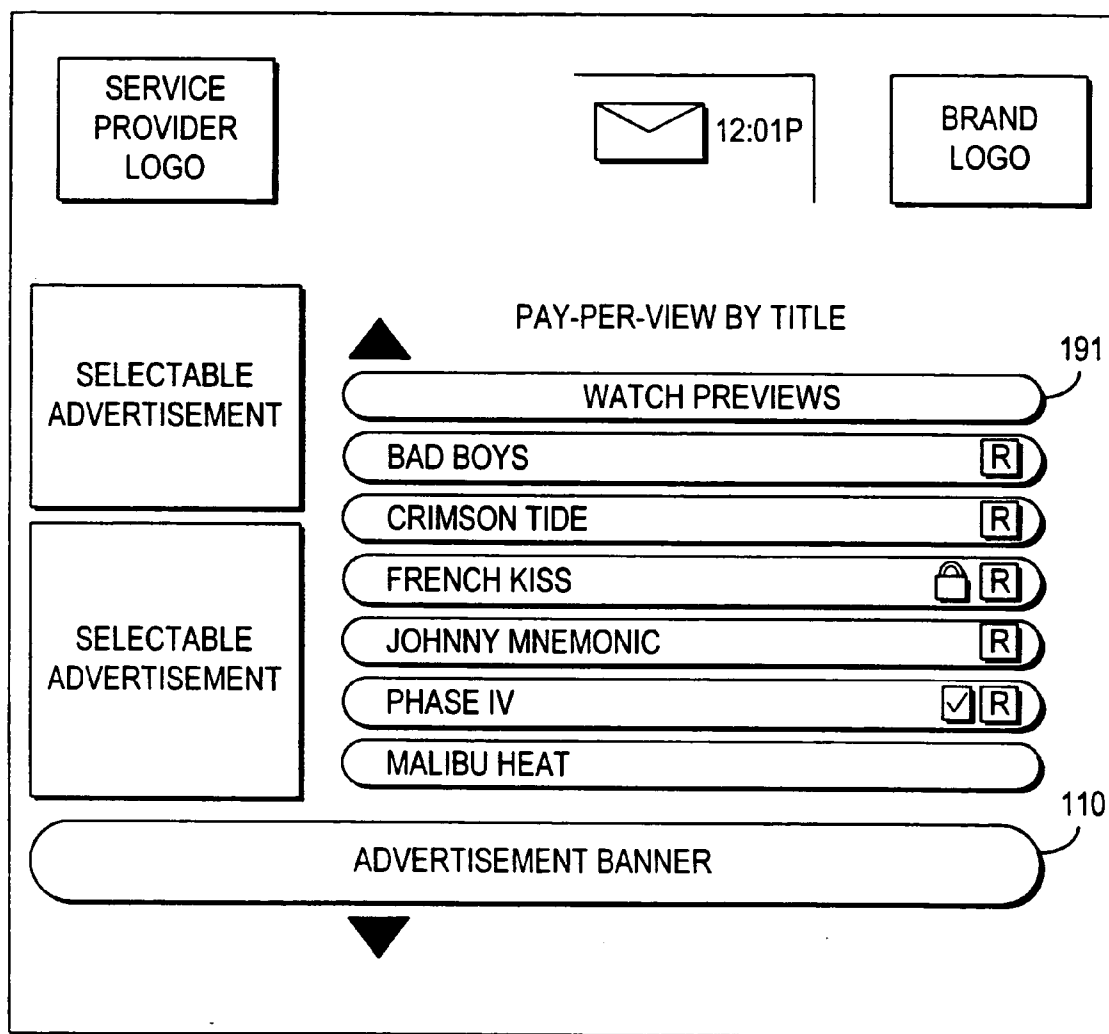 SERVICE
PROVIDER
LOGO
12:01P
BRAND
LOGO
SELECTABLE
ADVERTISEMENT
SELECTABLE
ADVERTISEMENT
PAY-PER-VIEW BY TITLE
191
WATCH PREVIEWS
BAD BOYS R
CRIMSON TIDE R
FRENCH KISS R
JOHNNY MNEMONIC R
PHASE IV R
MALIBU HEAT
110
ADVERTISEMENT BANNER